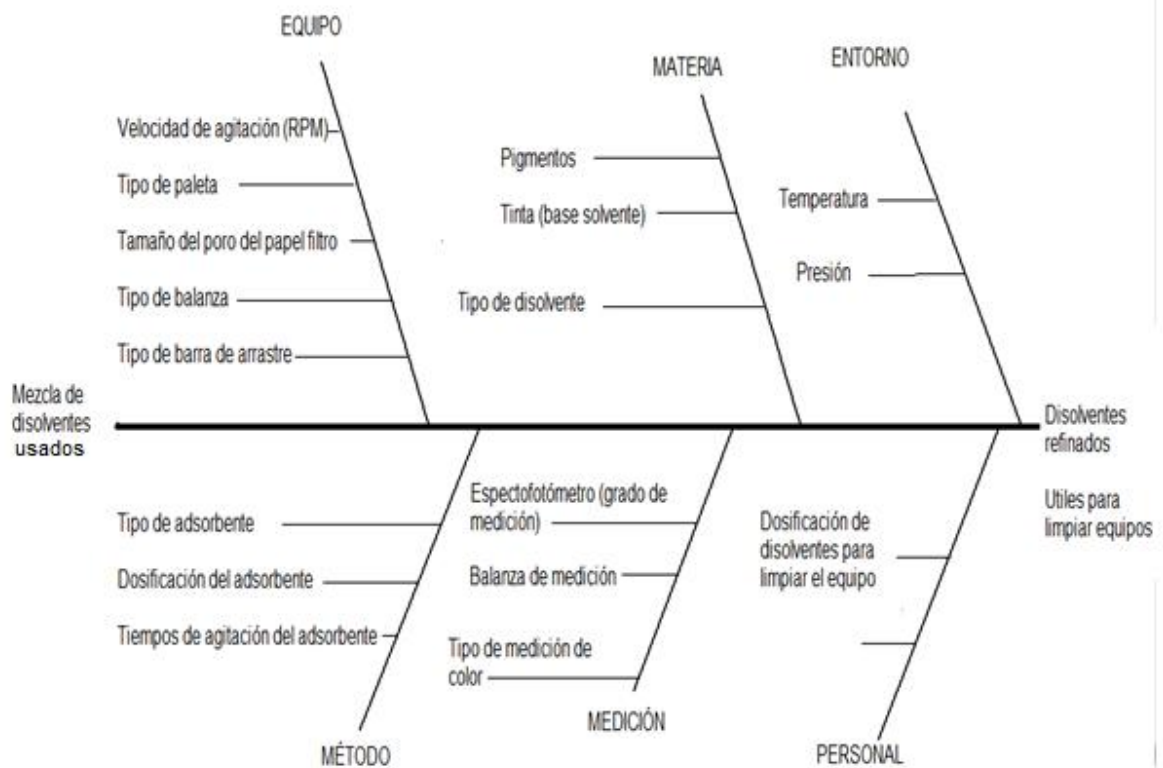 EQUIPO
MATERIA
ENTORNO
Velocidad de agitación (RPM)
Tipo de paleta
Tamaño del poro del papel filtro
Tipo de balanza
Tipo de barra de arrastre
Pigmentos
Tinta (base solvente)
Tipo de disolvente
Temperatura
Presión
Mezcla de
disolventes
usados
Disolventes
refinados
Utiles para
limpiar equipos
Tipo de adsorbente
Dosificación del adsorbente
Tiempos de agitación del adsorbente
Espectofotómetro (grado de
medición)
Balanza de medición
Tipo de medición de
color
Dosificación de
disolventes para
limpiar el equipo
MÉTODO
MEDICIÓN
PERSONAL